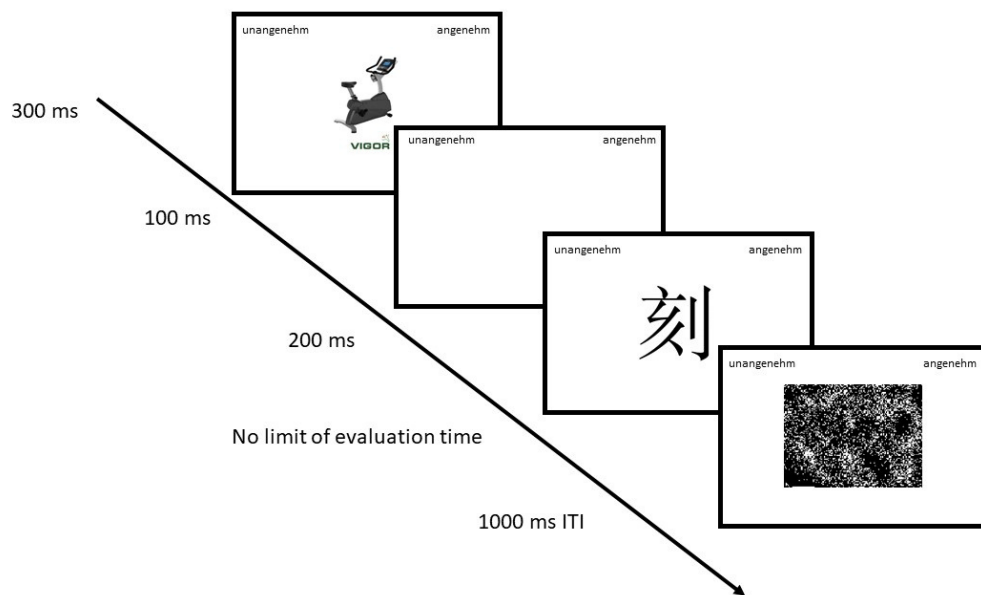 unangenehm angenehm
VIGOR
300 ms
unangenehm angenehm
100 ms
unangenehm angenehm
刻
200 ms
unangenehm angenehm
No limit of evaluation time
1000 ms ITI